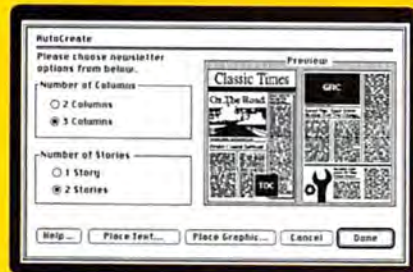 AutoCreate
Please choose newsletter
options from below.
Number of Columns
2 Columns
3 Columns
Number of Stories
1 Story
2 Stories
Preview
Classic Times
On The Road
TOC
GRC
Help...
Place Text...
Place Graphic...
Cancel
Done